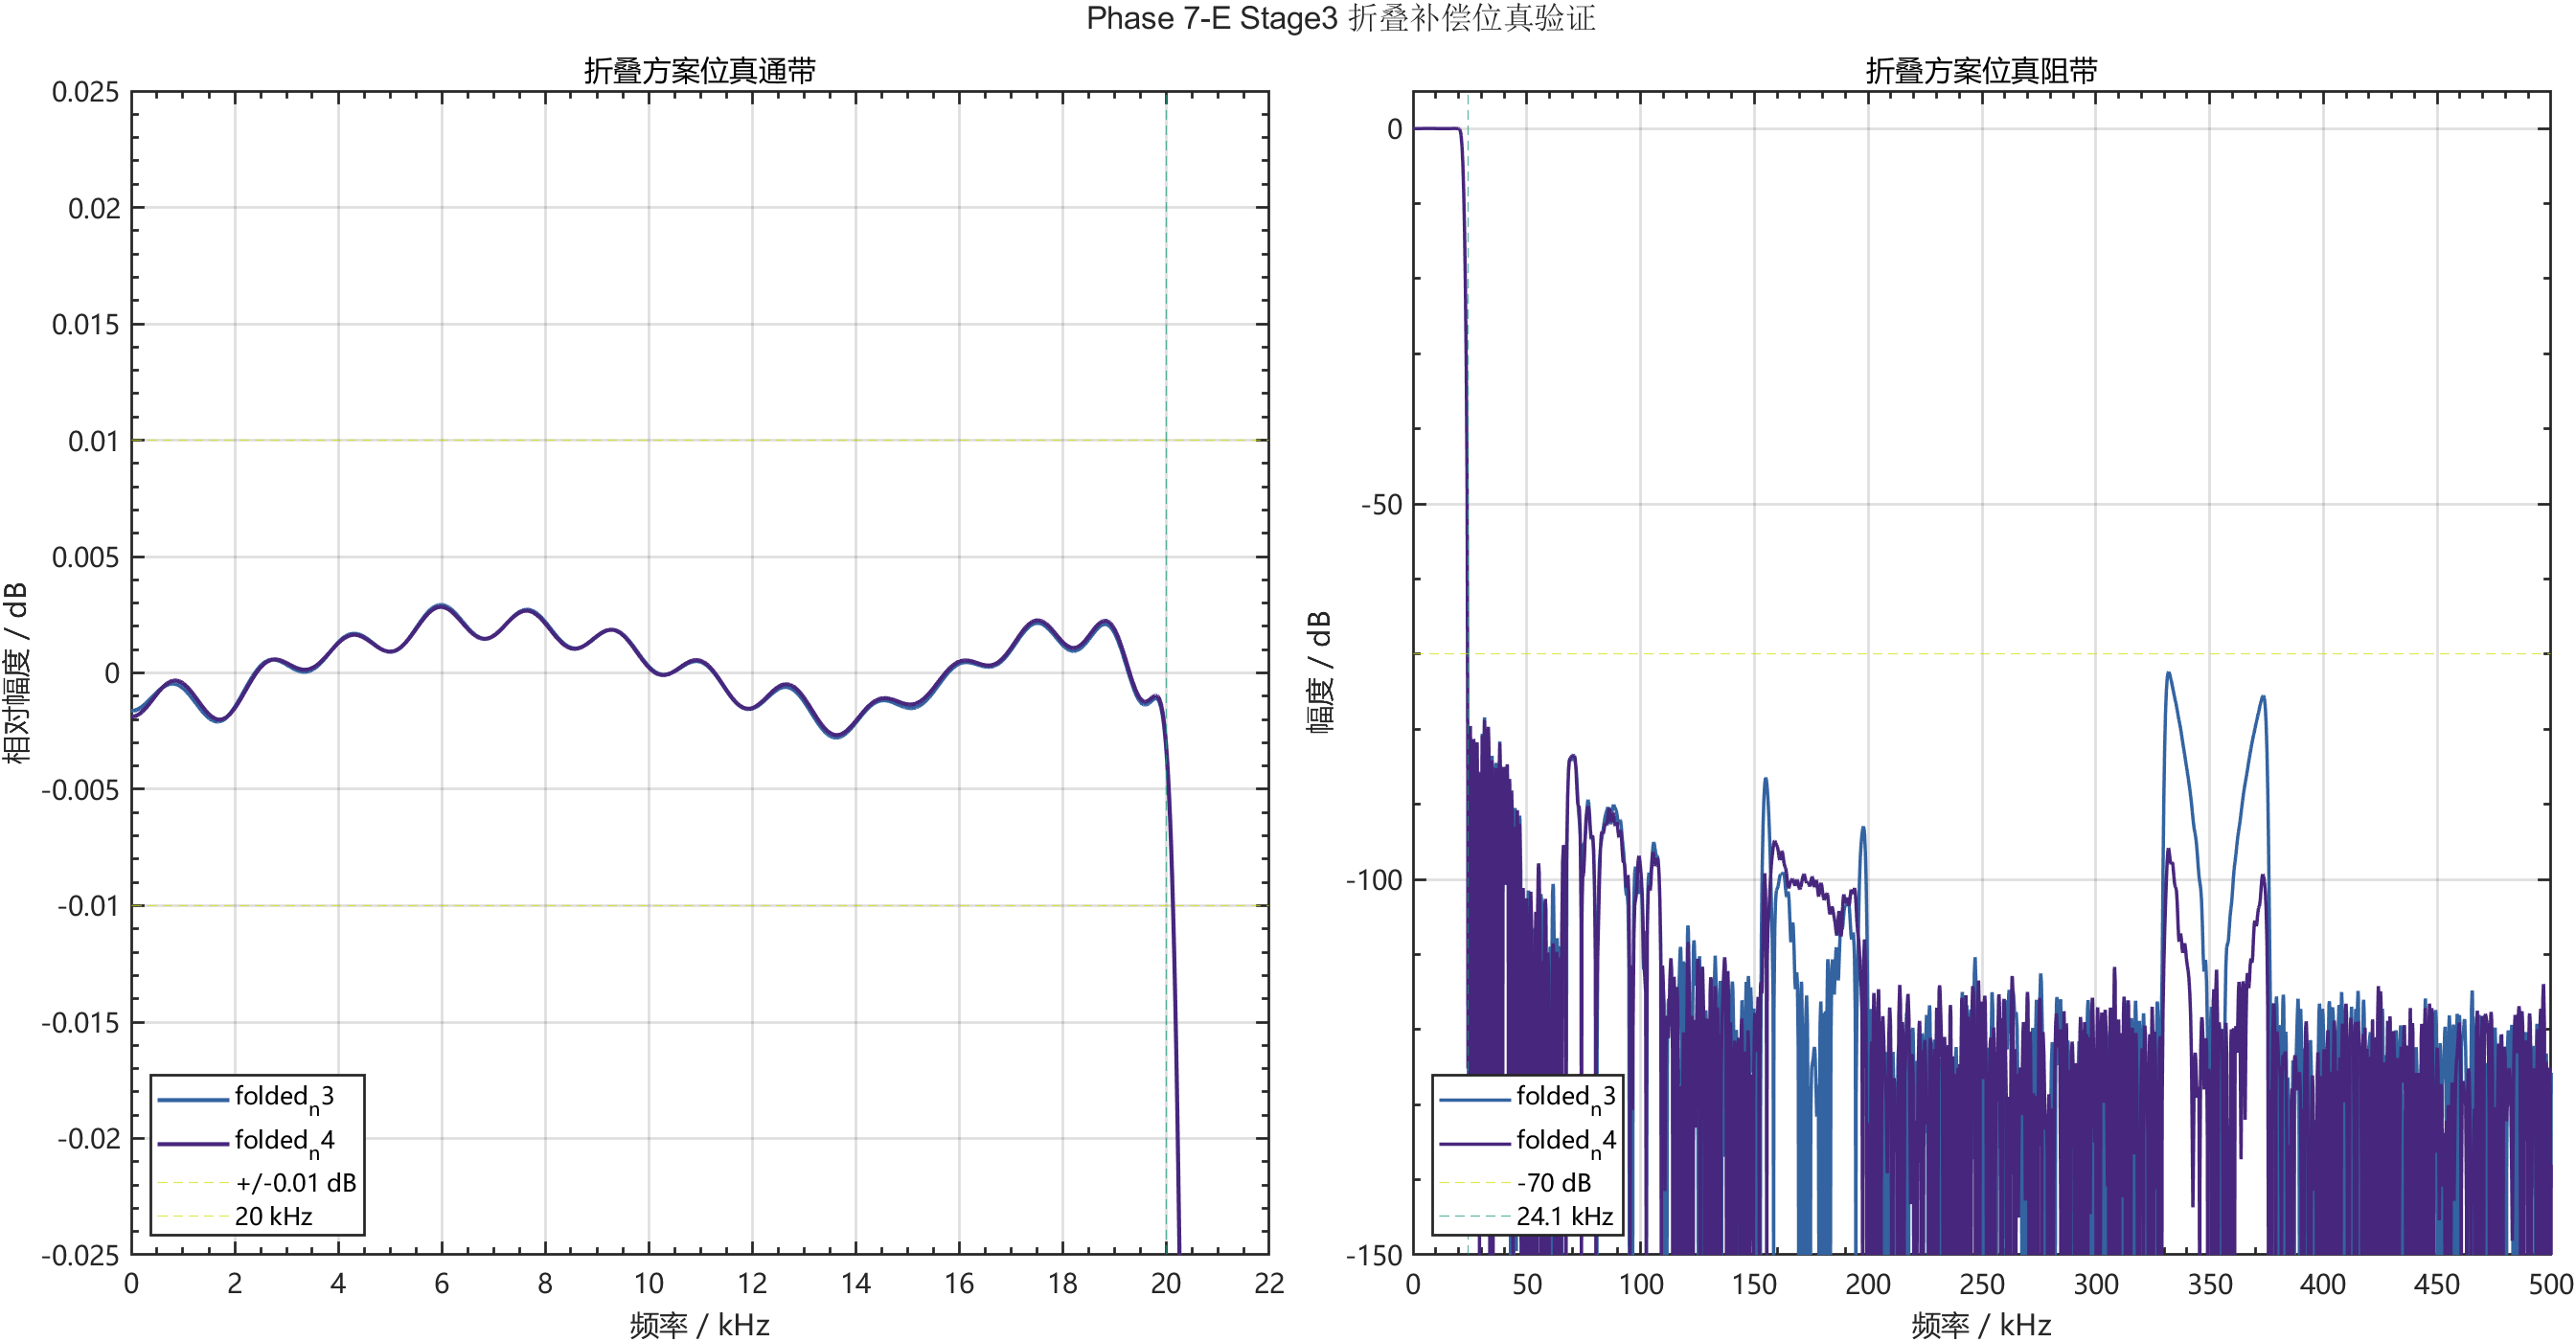 Phase 7-E Stage3 折叠补偿位真验证
折叠方案位真通带
0.025
0.02
0.015
0.01
0.005
0
-0.005
-0.01
-0.015
-0.02
-0.025
相对幅度 / dB
folded_n3
folded_n4
+/-0.01 dB
20 kHz
0 2 4 6 8 10 12 14 16 18 20 22
频率 / kHz
折叠方案位真阻带
0
-50
-100
-150
幅度 / dB
folded_n3
folded_n4
-70 dB
24.1 kHz
0 50 100 150 200 250 300 350 400 450 500
频率 / kHz